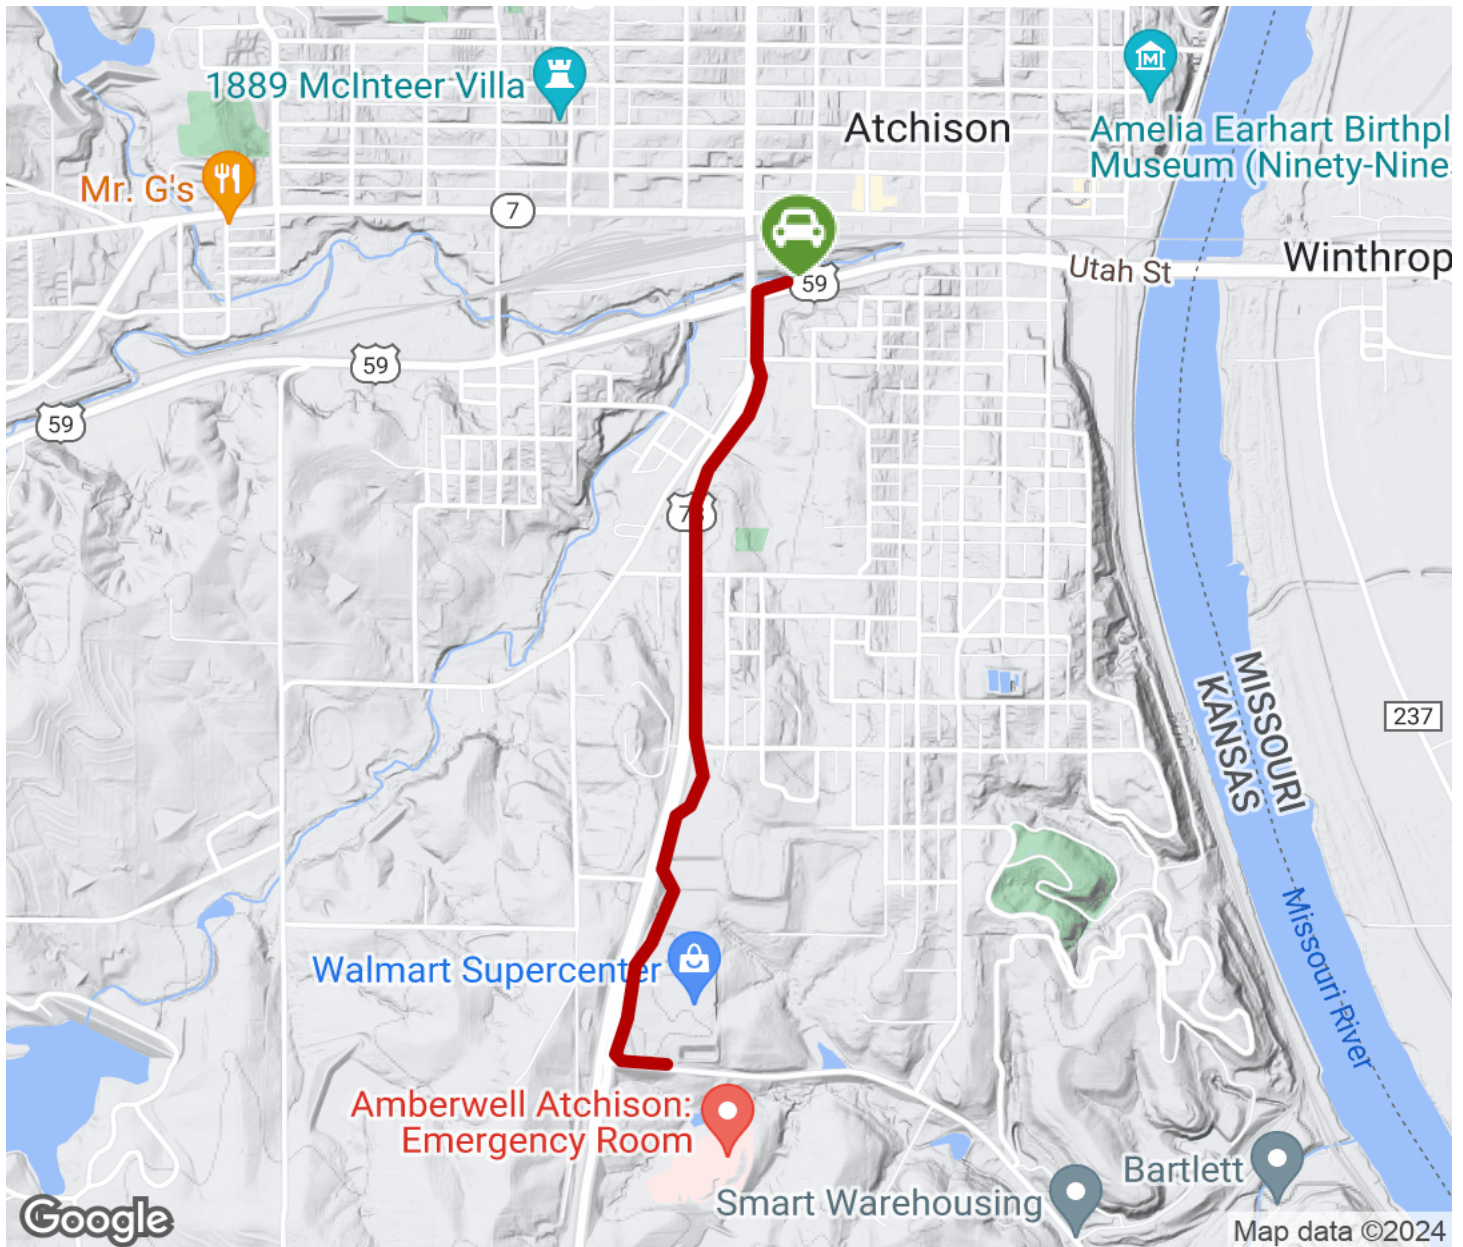 1889 McInteer Villa
Atchison
Amelia Earhart Birthpl
Museum (Ninety-Nine
Mr. G's
7
Utah St
Winthrop
59
59
59
MISSOURI
KANSAS
237
Missouri River
Walmart Supercenter
Amberwell Atchison:
Emergency Room
Bartlett
Smart Warehousing
Google
Map data ©2024